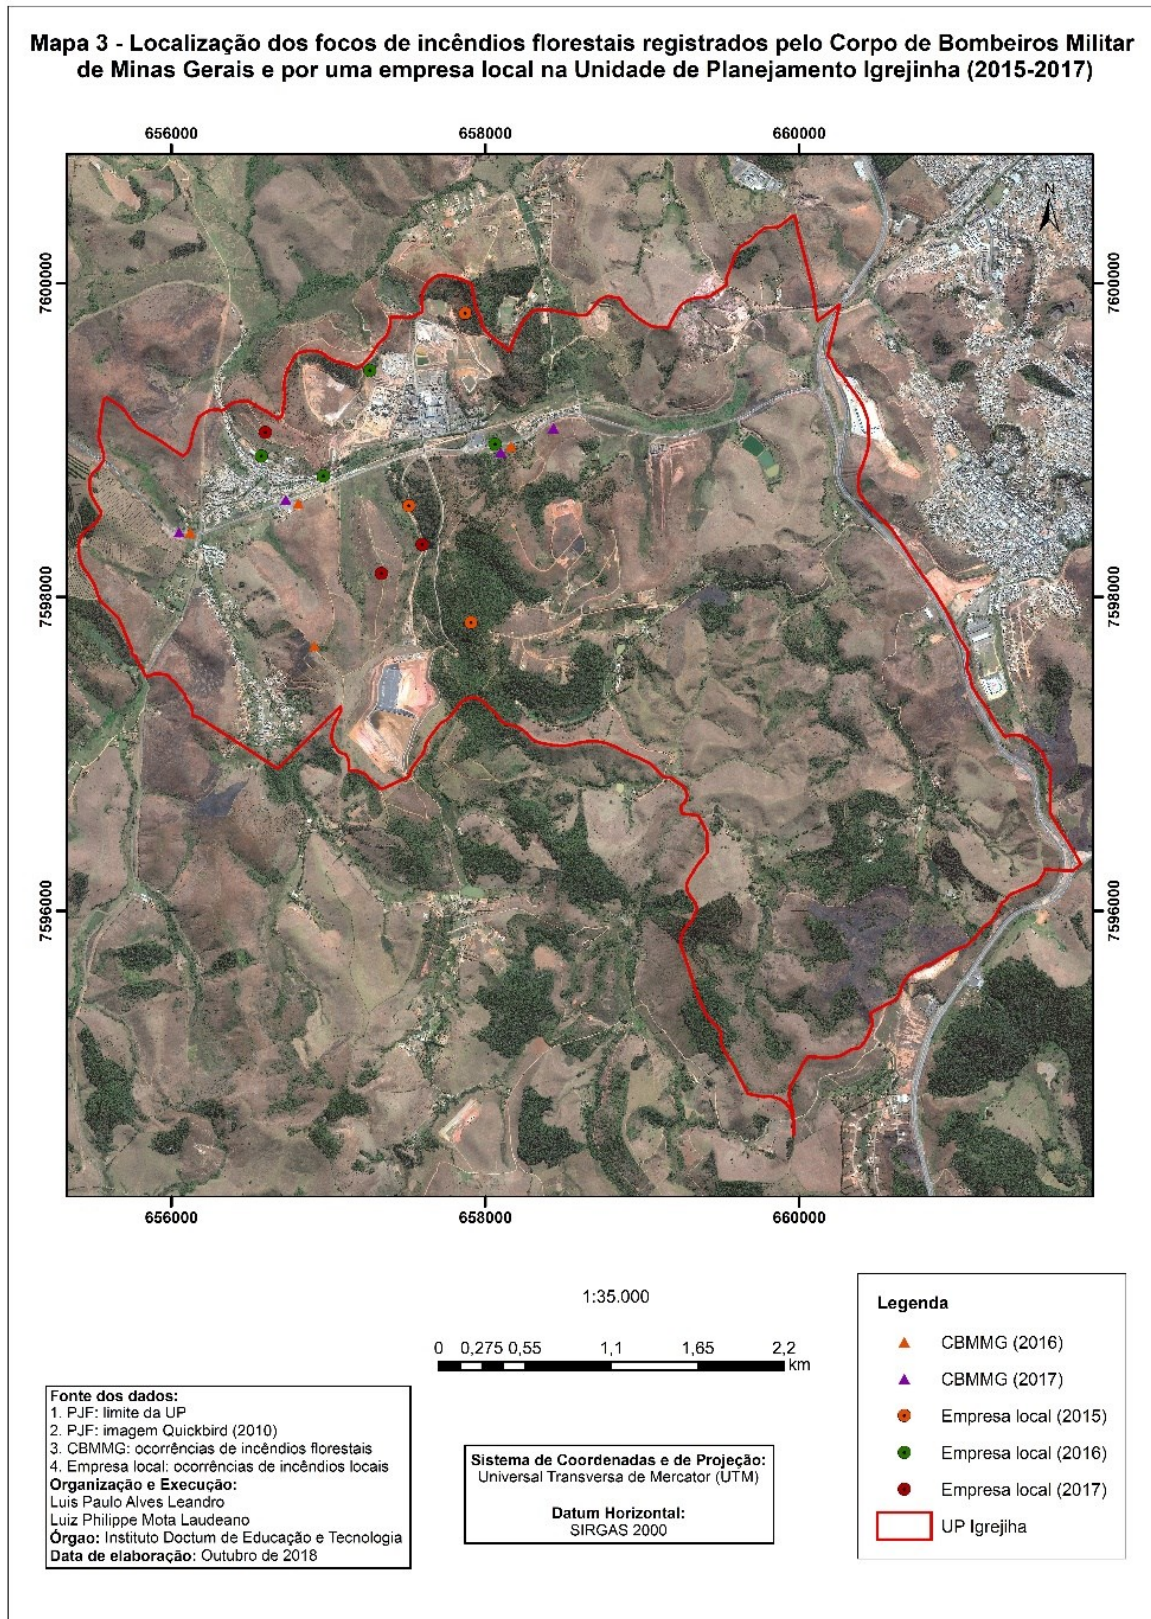 Mapa 3 - Localização dos focos de incêndios florestais registrados pelo Corpo de Bombeiros Militar
de Minas Gerais e por uma empresa local na Unidade de Planejamento Igrejinha (2015-2017)
656000 658000 660000
N
7600000 7600000
7598000 7598000
7596000 7596000
656000 658000 660000
1:35.000
0 0,275 0,55 1,1 1,65 2,2
km
Fonte dos dados:
1. PJF: limite da UP
2. PJF: imagem Quickbird (2010)
3. CBMMG: ocorrências de incêndios florestais
4. Empresa local: ocorrências de incêndios locais
Organização e Execução:
Luis Paulo Alves Leandro
Luiz Philippe Mota Laudeano
Órgao: Instituto Doctum de Educação e Tecnologia
Data de elaboração: Outubro de 2018
Sistema de Coordenadas e de Projeção:
Universal Transversa de Mercator (UTM)
Datum Horizontal:
SIRGAS 2000
Legenda
CBMMG (2016)
CBMMG (2017)
Empresa local (2015)
Empresa local (2016)
Empresa local (2017)
UP Igrejiha